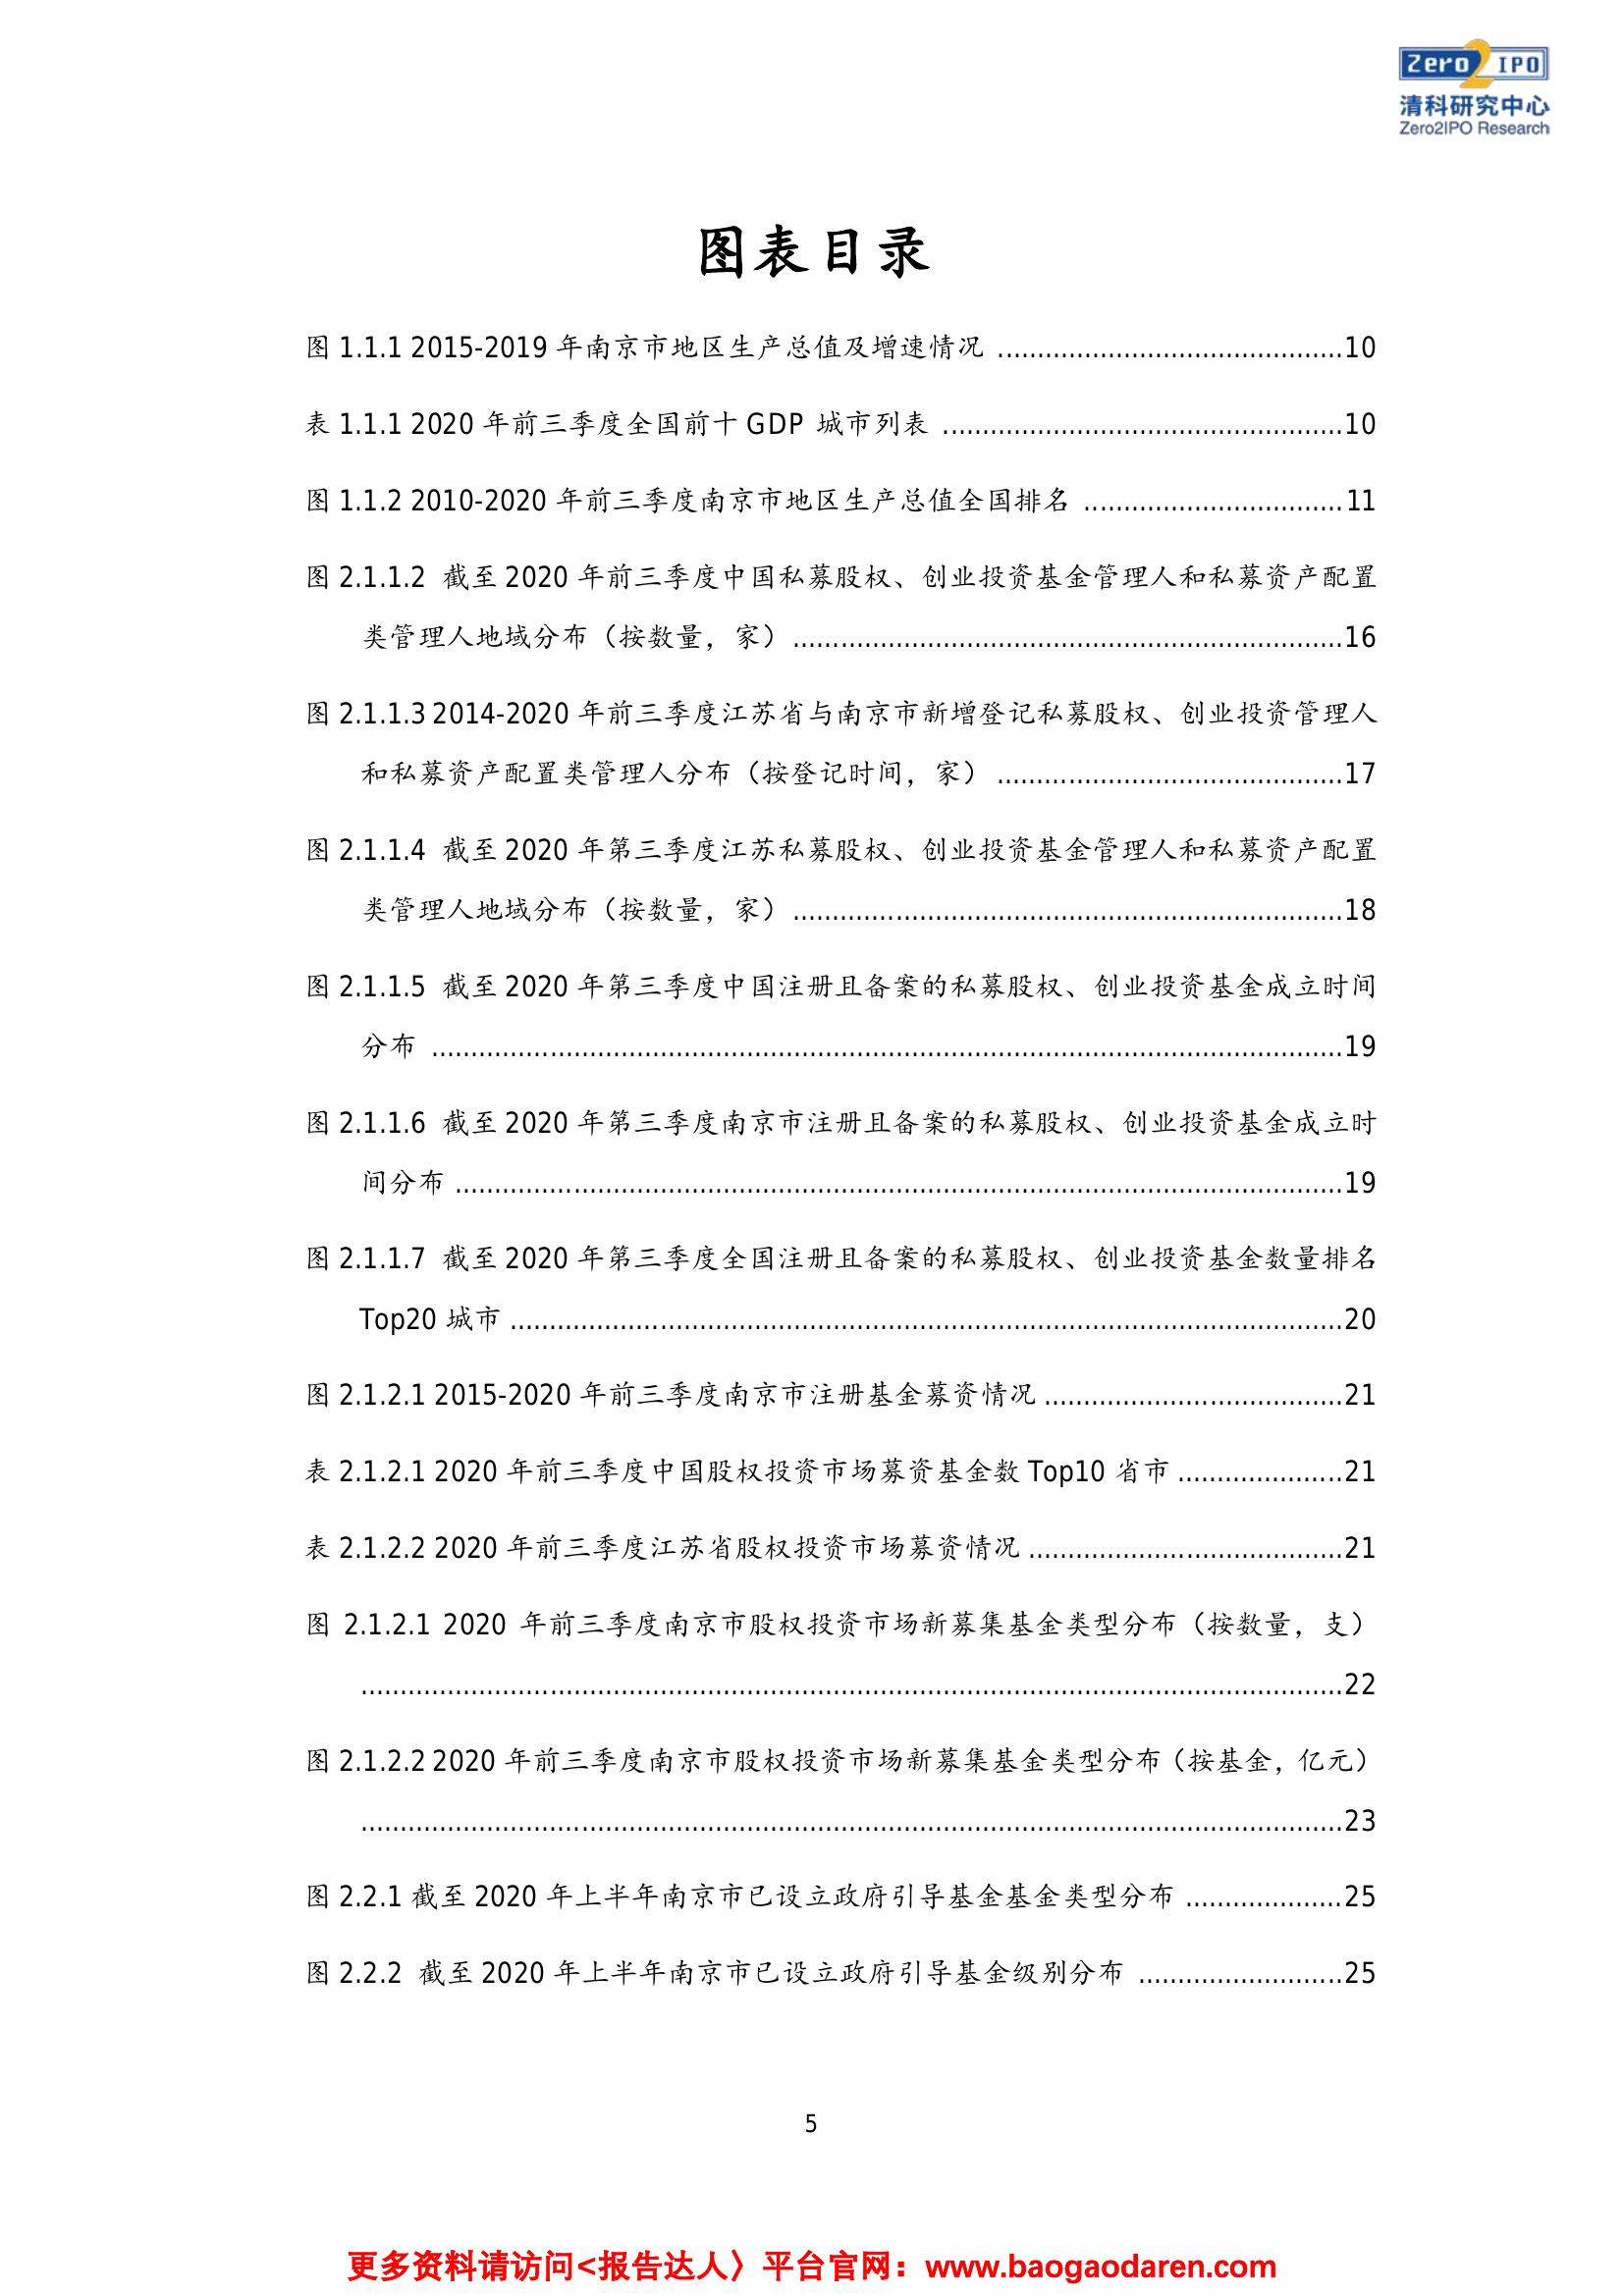 Zero2IPO
清科研究中心
Zero2IPO Research
图表目录
图 1.1.1 2015-2019 年南京市地区生产总值及增速情况 ............................................10
表 1.1.1 2020 年前三季度全国前十 GDP 城市列表 ...................................................10
图 1.1.2 2010-2020 年前三季度南京市地区生产总值全国排名 .................................11
图 2.1.1.2 截至 2020 年前三季度中国私募股权、创业投资基金管理人和私募资产配置
类管理人地域分布（按数量，家）......................................................................16
图 2.1.1.3 2014-2020 年前三季度江苏省与南京市新增登记私募股权、创业投资管理人
和私募资产配置类管理人分布（按登记时间，家） ............................................17
图 2.1.1.4 截至 2020 年第三季度江苏私募股权、创业投资基金管理人和私募资产配置
类管理人地域分布（按数量，家）......................................................................18
图 2.1.1.5 截至 2020 年第三季度中国注册且备案的私募股权、创业投资基金成立时间
分布 ....................................................................................................................19
图 2.1.1.6 截至 2020 年第三季度南京市注册且备案的私募股权、创业投资基金成立时
间分布 .................................................................................................................19
图 2.1.1.7 截至 2020 年第三季度全国注册且备案的私募股权、创业投资基金数量排名
Top20 城市 ..........................................................................................................20
图 2.1.2.1 2015-2020 年前三季度南京市注册基金募资情况 ......................................21
表 2.1.2.1 2020 年前三季度中国股权投资市场募资基金数 Top10 省市 .....................21
表 2.1.2.2 2020 年前三季度江苏省股权投资市场募资情况 ........................................21
图 2.1.2.1 2020 年前三季度南京市股权投资市场新募集基金类型分布（按数量，支）
.............................................................................................................................22
图 2.1.2.2 2020 年前三季度南京市股权投资市场新募集基金类型分布（按基金，亿元）
.............................................................................................................................23
图 2.2.1 截至 2020 年上半年南京市已设立政府引导基金基金类型分布 ....................25
图 2.2.2 截至 2020 年上半年南京市已设立政府引导基金级别分布 ..........................25
5
更多资料请访问<报告达人〉平台官网：www.baogaodaren.com